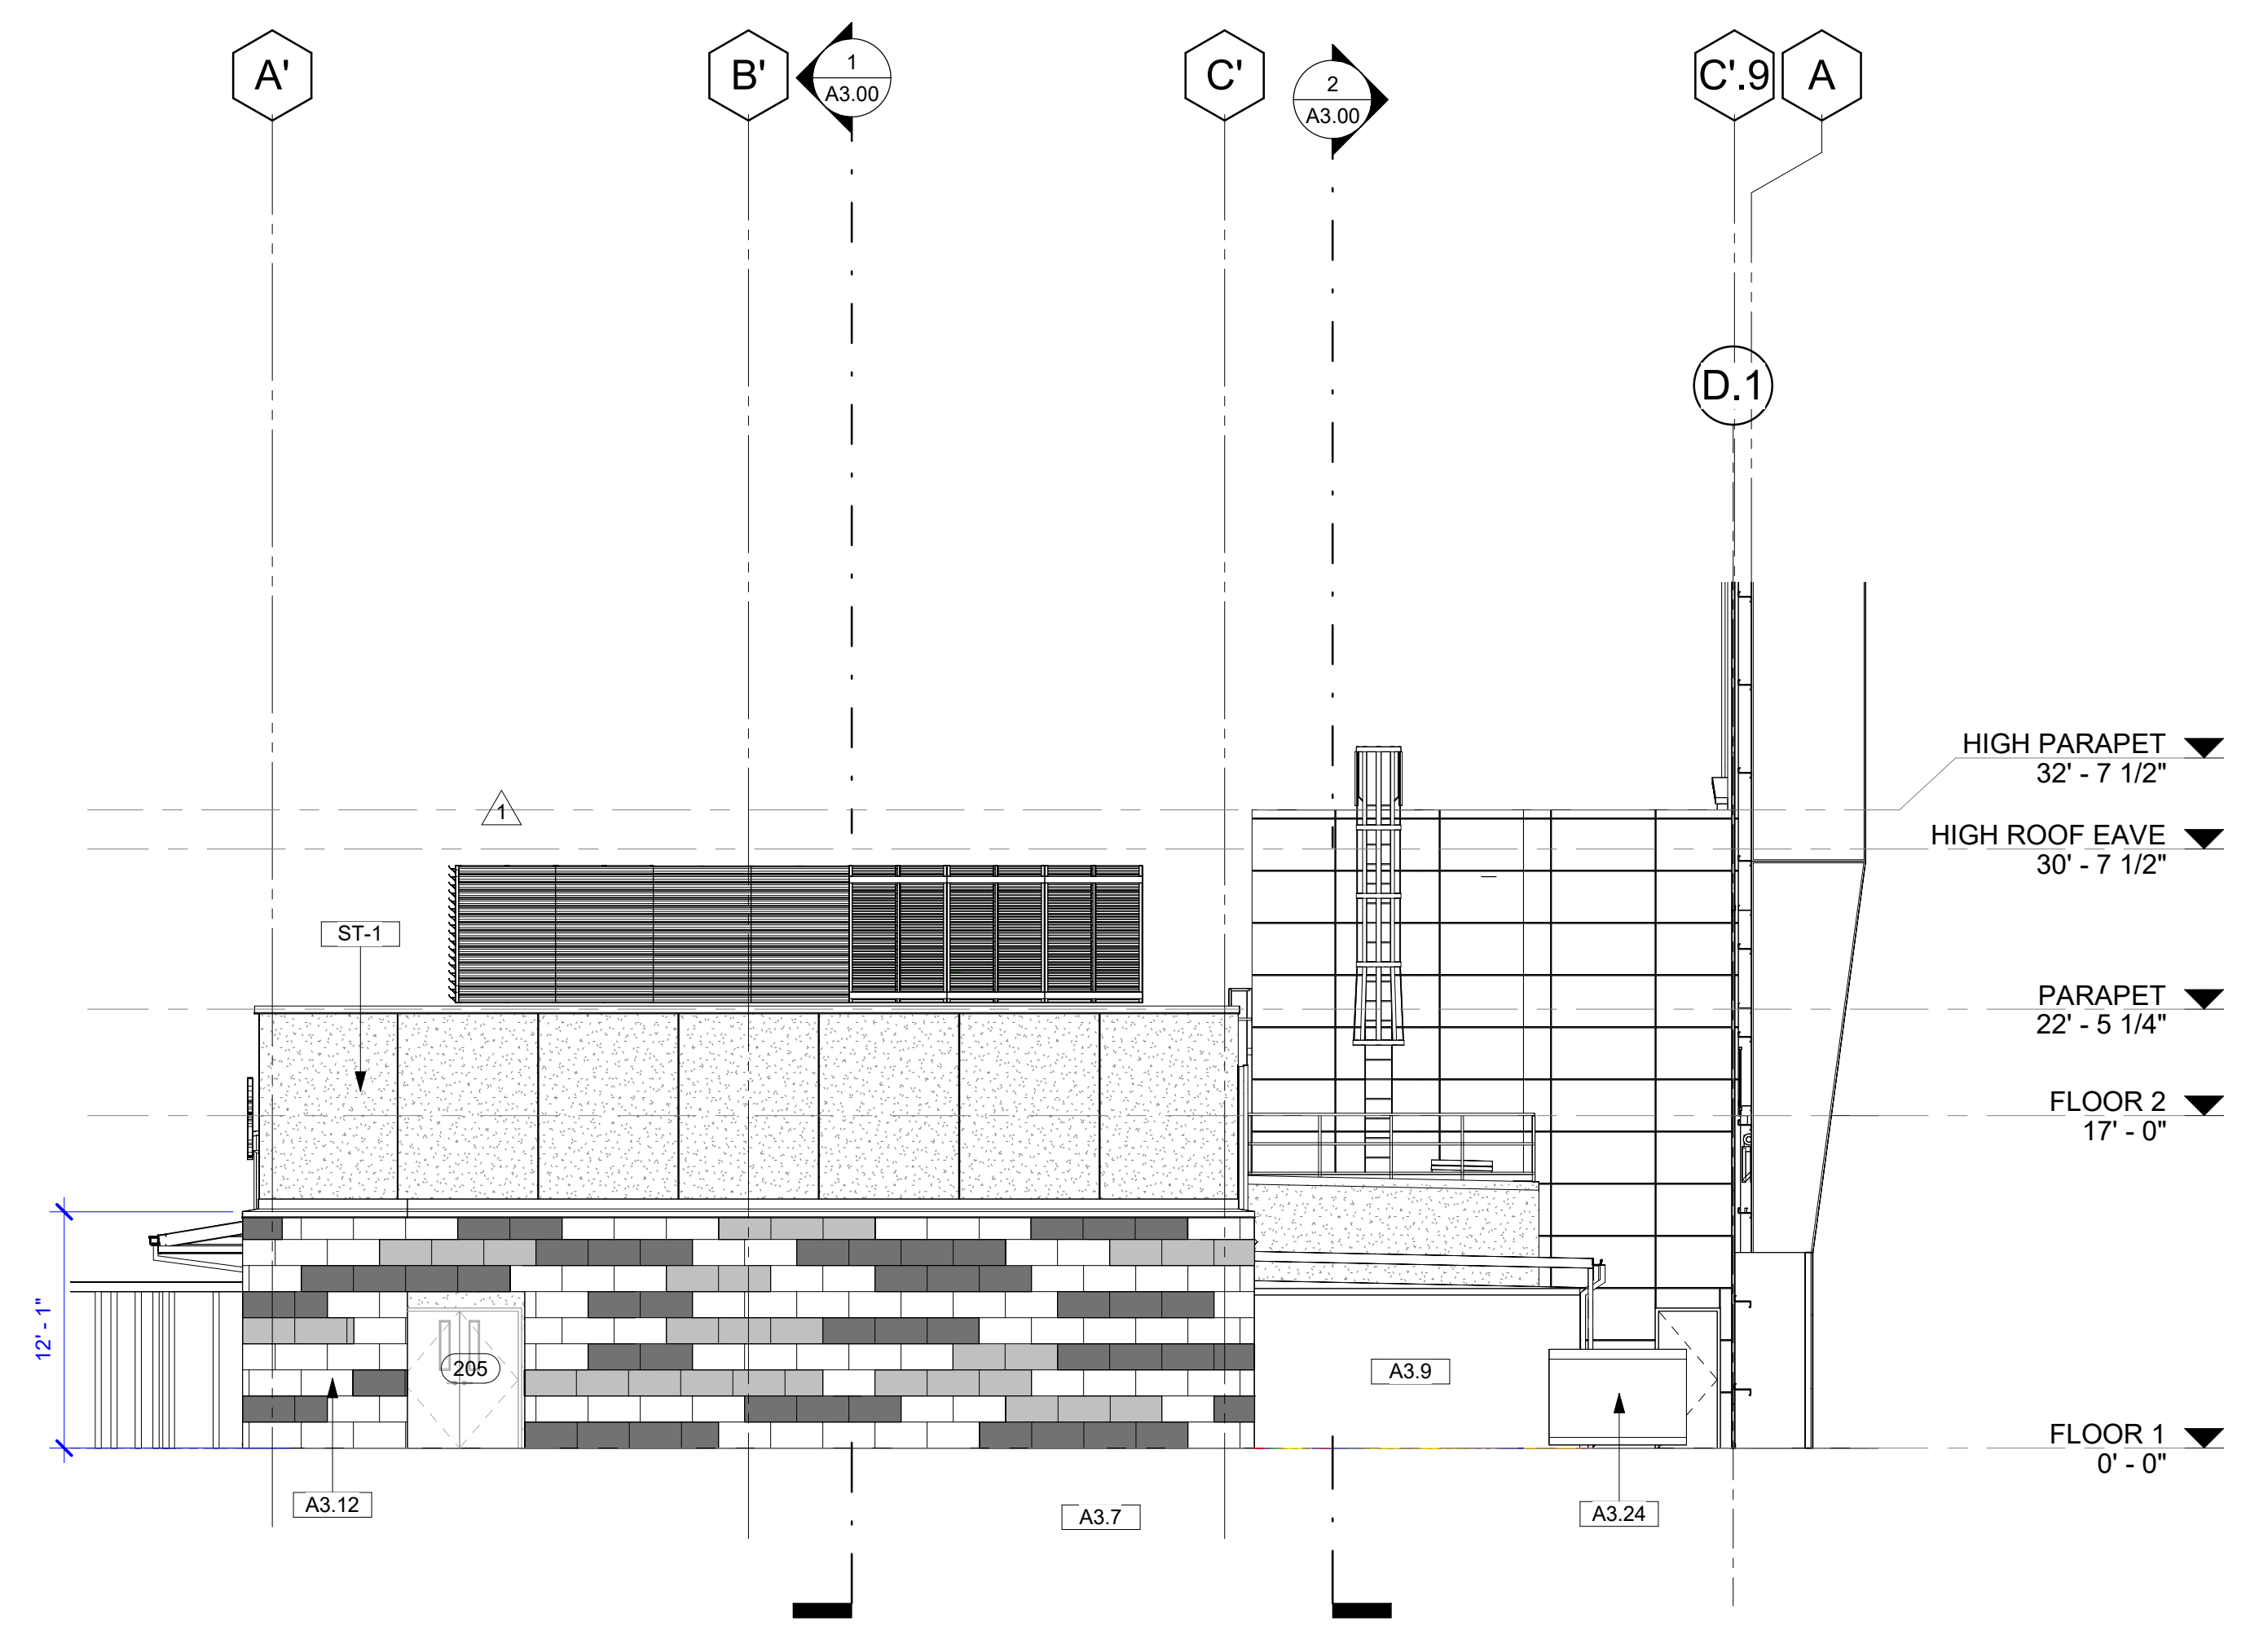 A'
B'
1
A3.00
C'
2
A3.00
C'.9
A
D.1
HIGH PARAPET
32' - 7 1/2"
1
HIGH ROOF EAVE
30' - 7 1/2"
ST-1
PARAPET
22' - 5 1/4"
FLOOR 2
17' - 0"
12' - 1"
205
A3.9
FLOOR 1
0' - 0"
A3.12
A3.7
A3.24